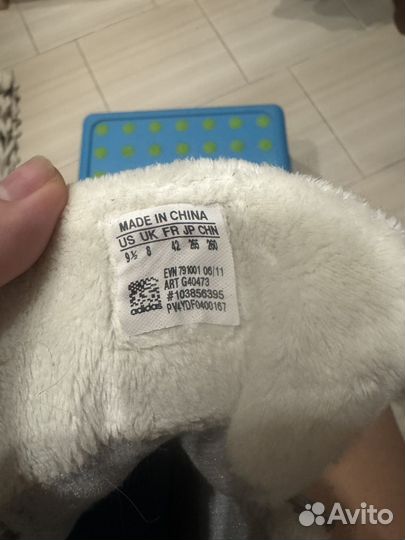 MADE IN CHINA
US UK FR JP CHN
9½ 8 42 265 260
EVN 791001 06/11
ART G40473
#103856395
PV4YDF0400167
adidas
Avito